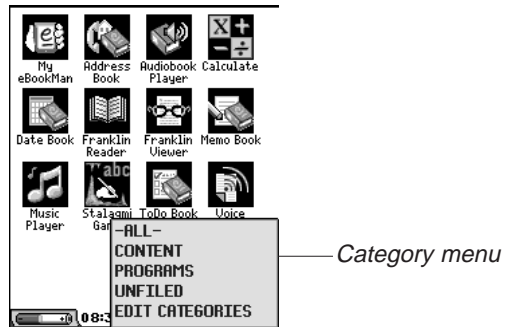 X +
- ÷
My Address Audiobook Calculate
eBookMan Book Player
Date Book Franklin Franklin Memo Book
Reader Viewer
abc
Music Stalagmi ToDo Book Voice
Player
-ALL-
CONTENT
PROGRAMS
UNFILED
EDIT CATEGORIES
Category menu
08:3